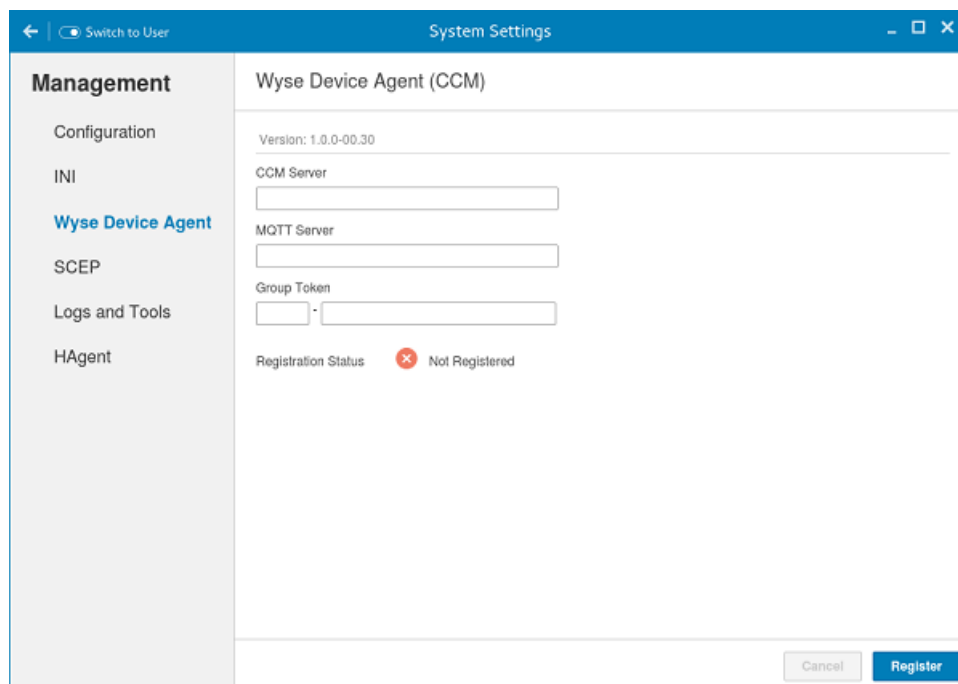 Switch to User
System Settings
Management
Configuration
INI
Wyse Device Agent
SCEP
Logs and Tools
HAgent
Wyse Device Agent (CCM)
Version: 1.0.0-00.30
CCM Server
MQTT Server
Group Token
-
Registration Status Not Registered
Cancel Register